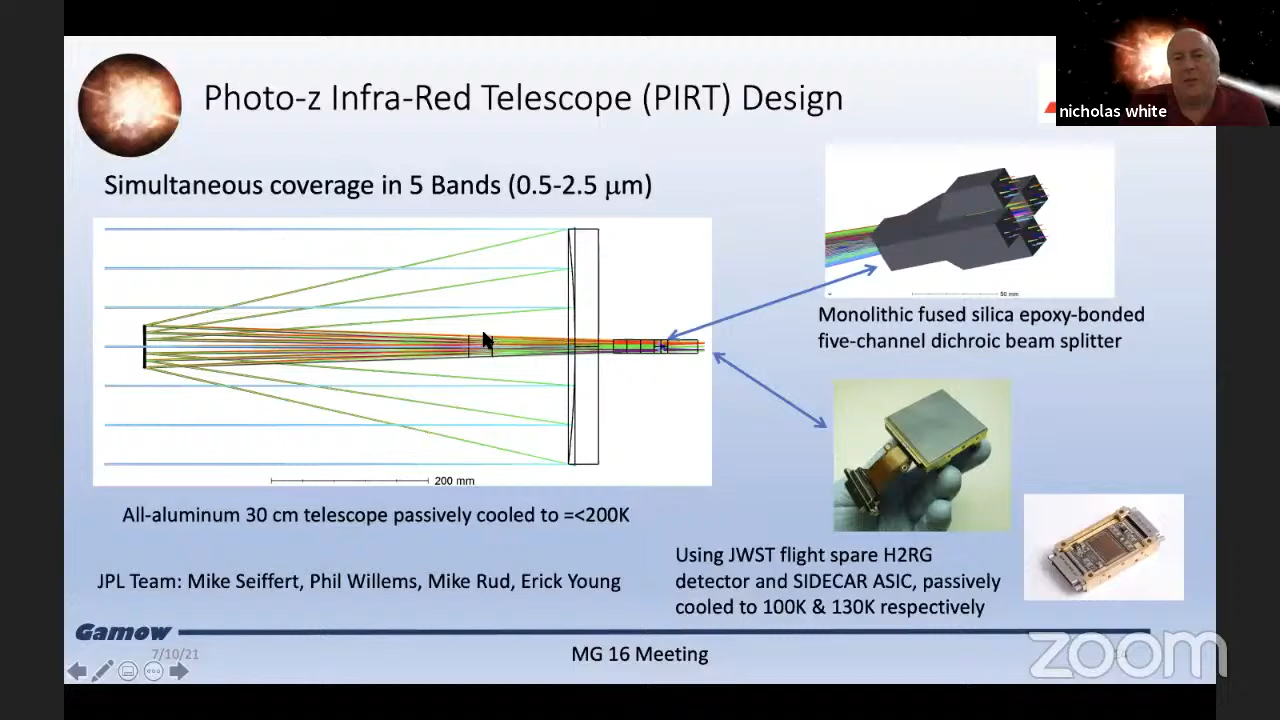 Photo-z Infra-Red Telescope (PIRT) Design
nicholas white
Simultaneous coverage in 5 Bands (0.5-2.5 μm)
50 mm
Monolithic fused silica epoxy-bonded
five-channel dichroic beam splitter
200 mm
All-aluminum 30 cm telescope passively cooled to =<200K
Using JWST flight spare H2RG
detector and SIDECAR ASIC, passively
cooled to 100K & 130K respectively
JPL Team: Mike Seiffert, Phil Willems, Mike Rud, Erick Young
Gamow
7/10/21
MG 16 Meeting
zoom